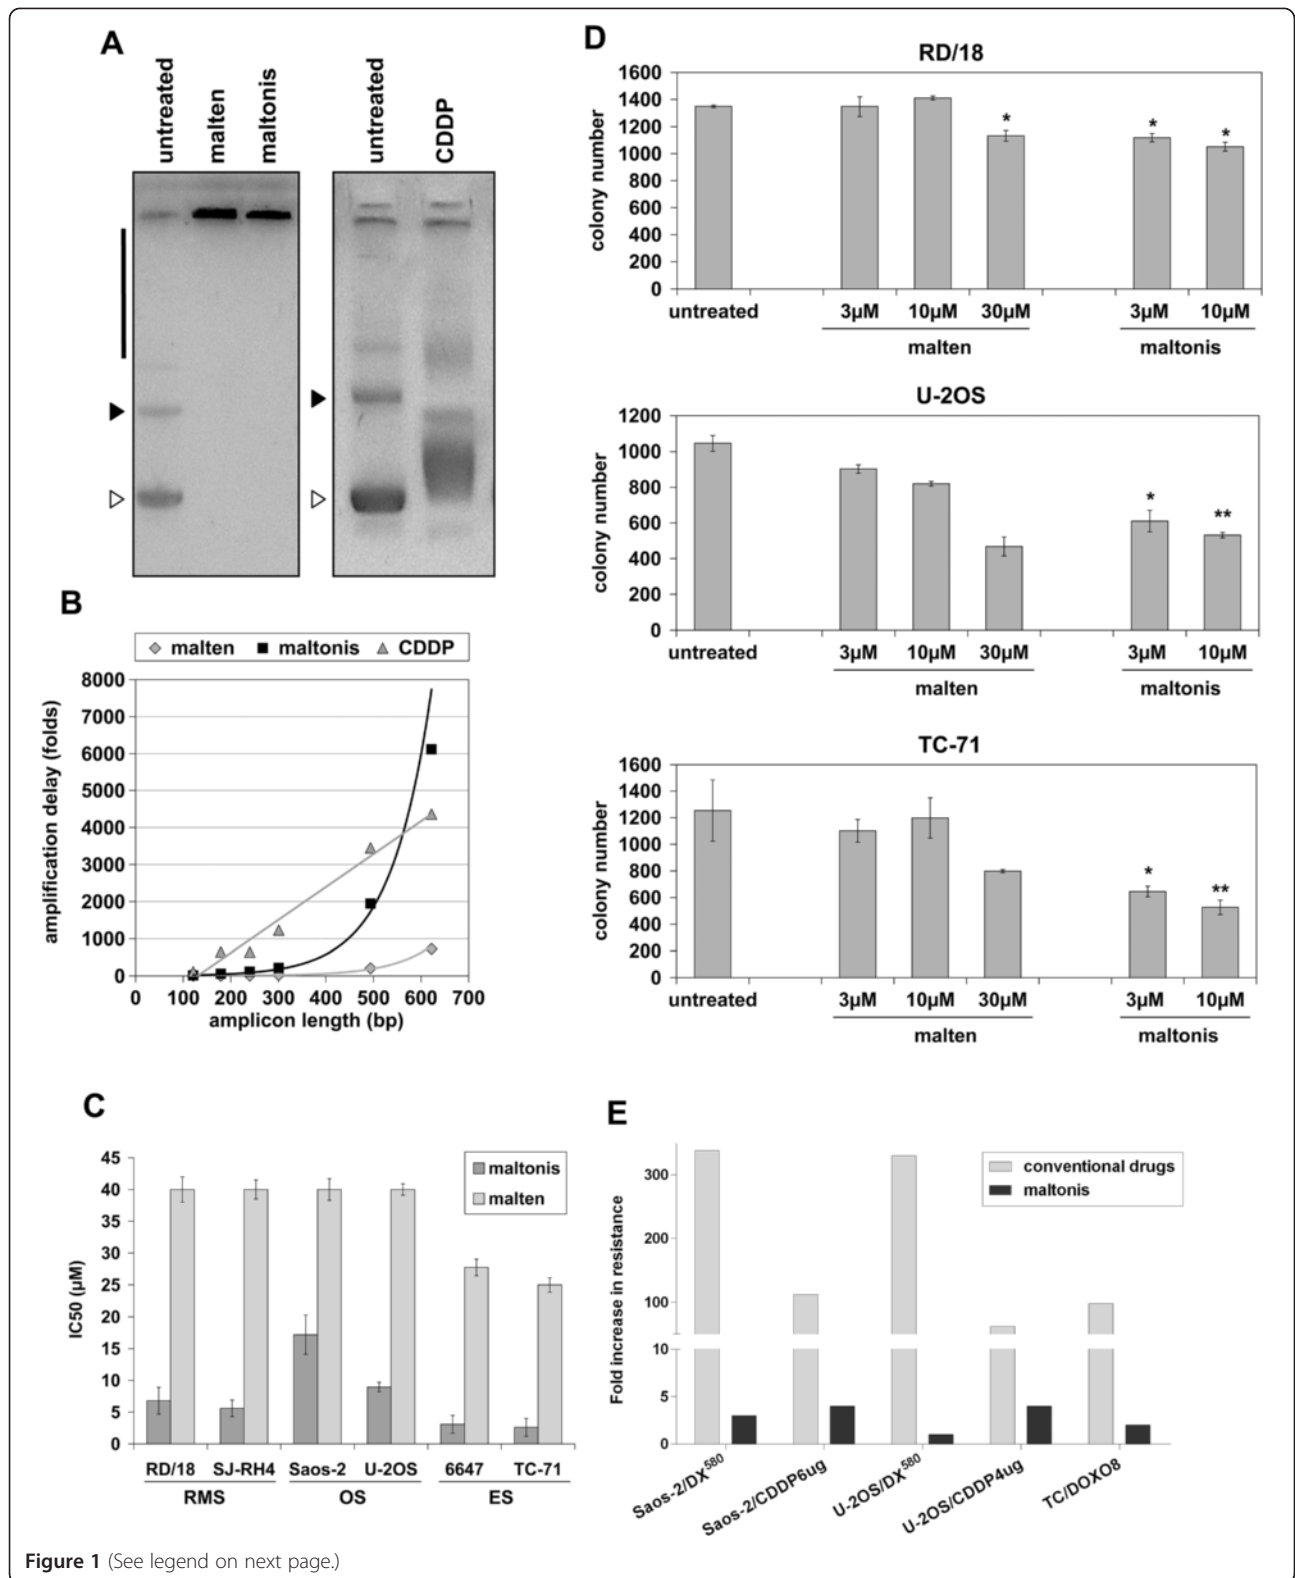 A
untreated
malten
maltonis
untreated
CDDP
B
malten maltonis CDDP
amplification delay (folds)
8000
7000
6000
5000
4000
3000
2000
1000
0
0 100 200 300 400 500 600 700
amplicon length (bp)
C
IC50 (µM)
45
40
35
30
25
20
15
10
5
0
maltonis
malten
RD/18 SJ-RH4 Saos-2 U-2OS 6647 TC-71
RMS OS ES
D
RD/18
colony number
1600
1400
1200
1000
800
600
400
200
0
* * *
untreated 3µM 10µM 30µM 3µM 10µM
malten maltonis
U-2OS
colony number
1200
1000
800
600
400
200
0
* **
untreated 3µM 10µM 30µM 3µM 10µM
malten maltonis
TC-71
colony number
1600
1400
1200
1000
800
600
400
200
0
* **
untreated 3µM 10µM 30µM 3µM 10µM
malten maltonis
E
Fold increase in resistance
300
200
100
10
5
0
conventional drugs
maltonis
Saos-2/DX⁵⁸⁰
Saos-2/CDDP6ug
U-2OS/DX⁵⁸⁰
U-2OS/CDDP4ug
TC/DOXO8
Figure 1 (See legend on next page.)